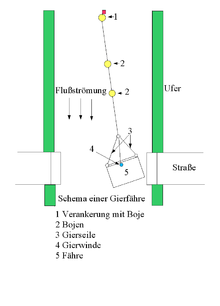 1
2
Flußströmung
Ufer
2
3
4
5
Straße
Schema einer Gierfähre
1 Verankerung mit Boje
2 Bojen
3 Gierseile
4 Gierwinde
5 Fähre